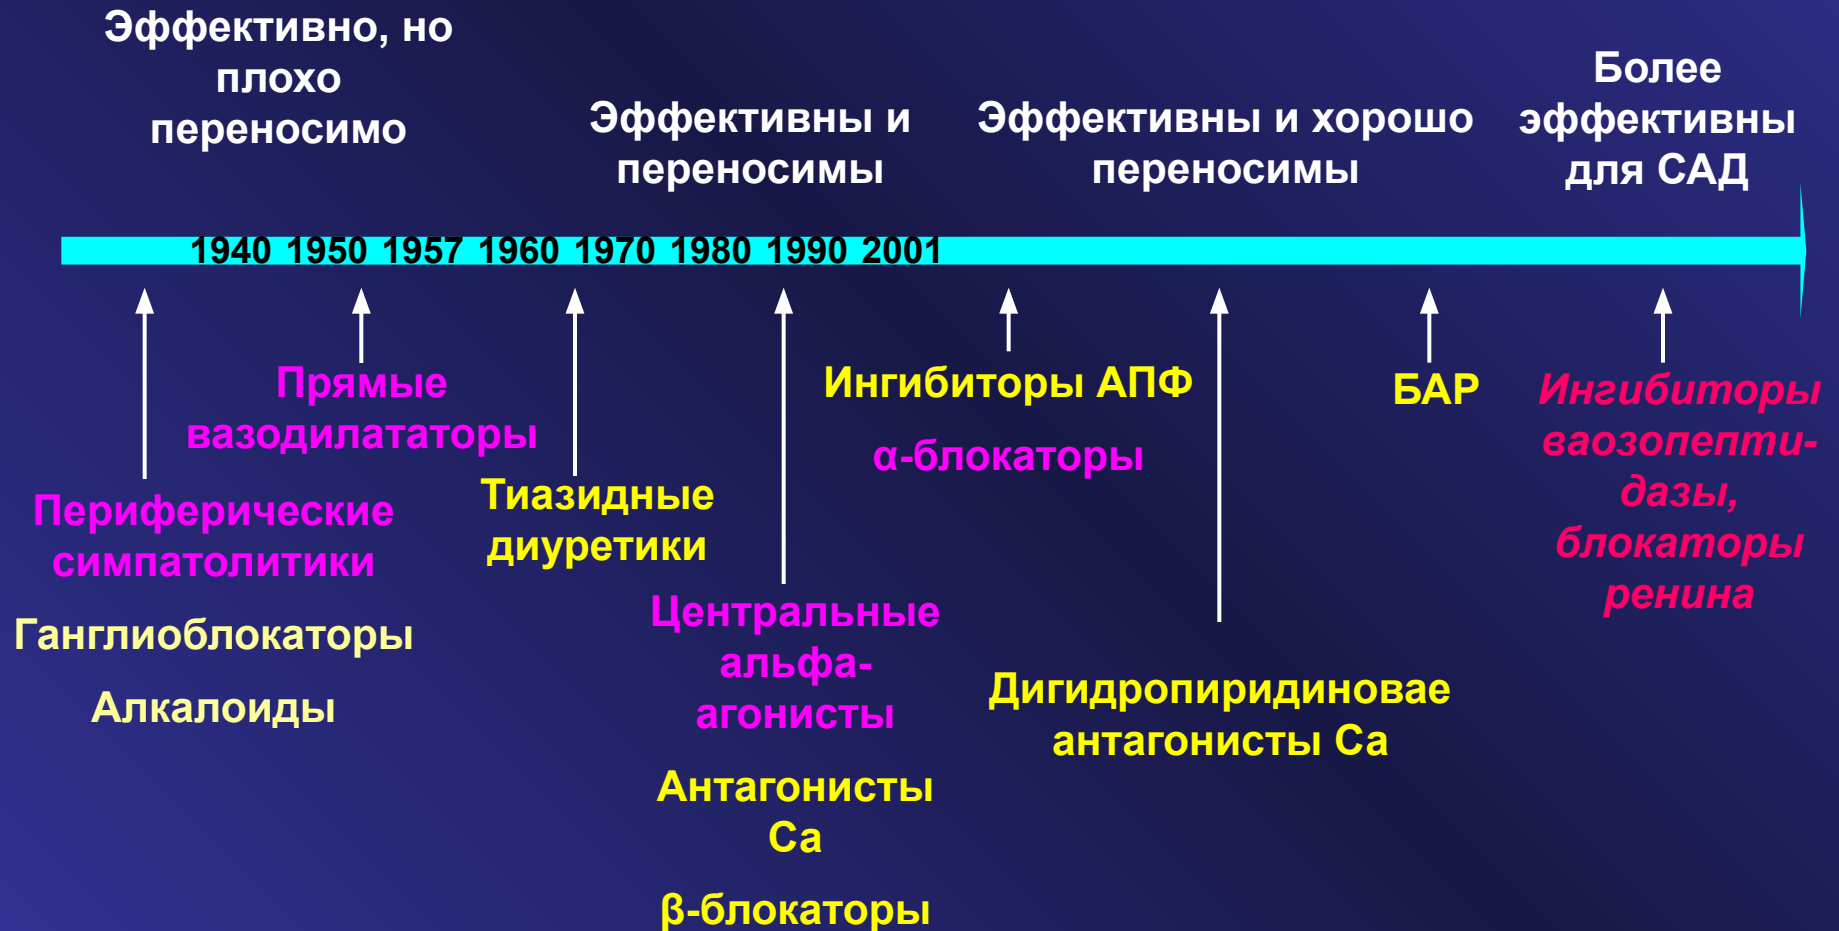 Эффективно, но
плохо
переносимо
Эффективны и
переносимы
Эффективны и хорошо
переносимы
Более
эффективны
для САД
1940 1950 1957 1960 1970 1980 1990 2001
Прямые
вазодилататоры
Периферические
симпатолитики
Ганглиоблокаторы
Алкалоиды
Тиазидные
диуретики
Центральные
альфа-
агонисты
Антагонисты
Са
β-блокаторы
Ингибиторы АПФ
α-блокаторы
Дигидропиридиновае
антагонисты Са
БАР
Ингибиторы
ваозопепти-
дазы,
блокаторы
ренина